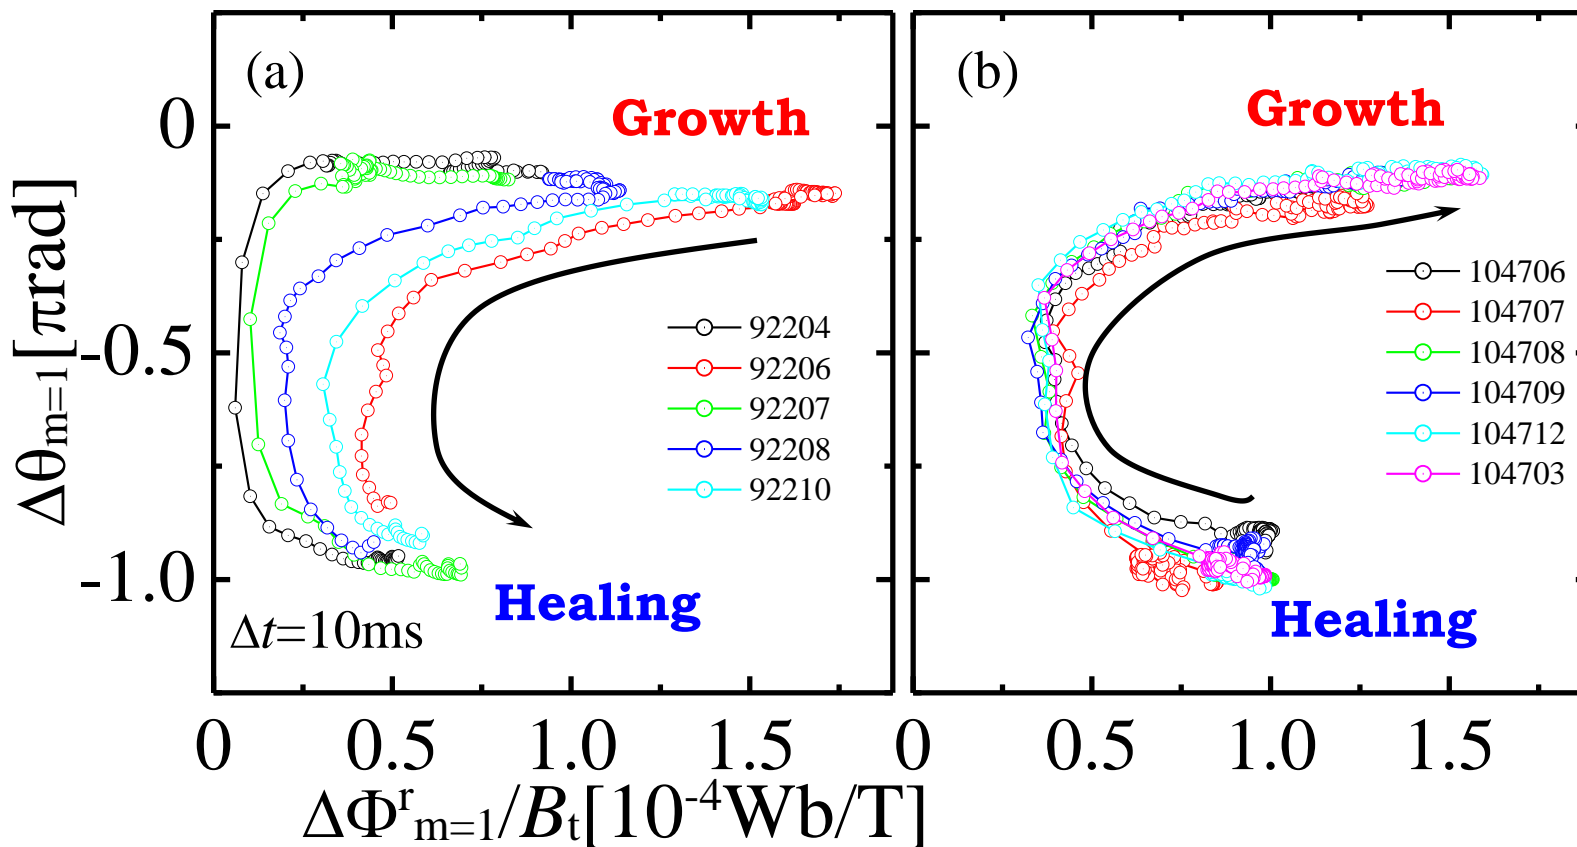 (a)
Growth
0
-0.5
-1.0
Δθm=1[πrad]
92204
92206
92207
92208
92210
Healing
Δt=10ms
0 0.5 1.0 1.5
(b)
Growth
104706
104707
104708
104709
104712
104703
Healing
0 0.5 1.0 1.5
ΔΦʳm=1/Bt[10⁻⁴Wb/T]